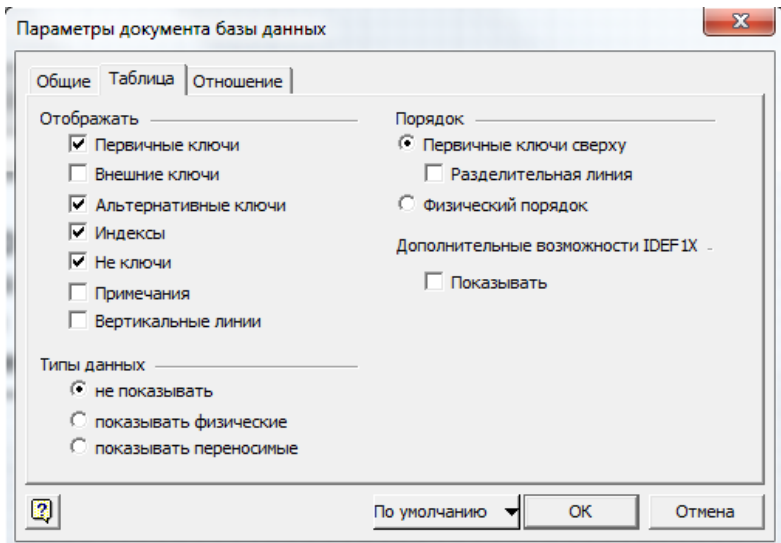 Параметры документа базы данных
Общие Таблица Отношение
Отображать
Первичные ключи
Внешние ключи
Альтернативные ключи
Индексы
Не ключи
Примечания
Вертикальные линии
Типы данных
не показывать
показывать физические
показывать переносимые
Порядок
Первичные ключи сверху
Разделительная линия
Физический порядок
Дополнительные возможности IDEF1X
Показывать
По умолчанию ОК Отмена